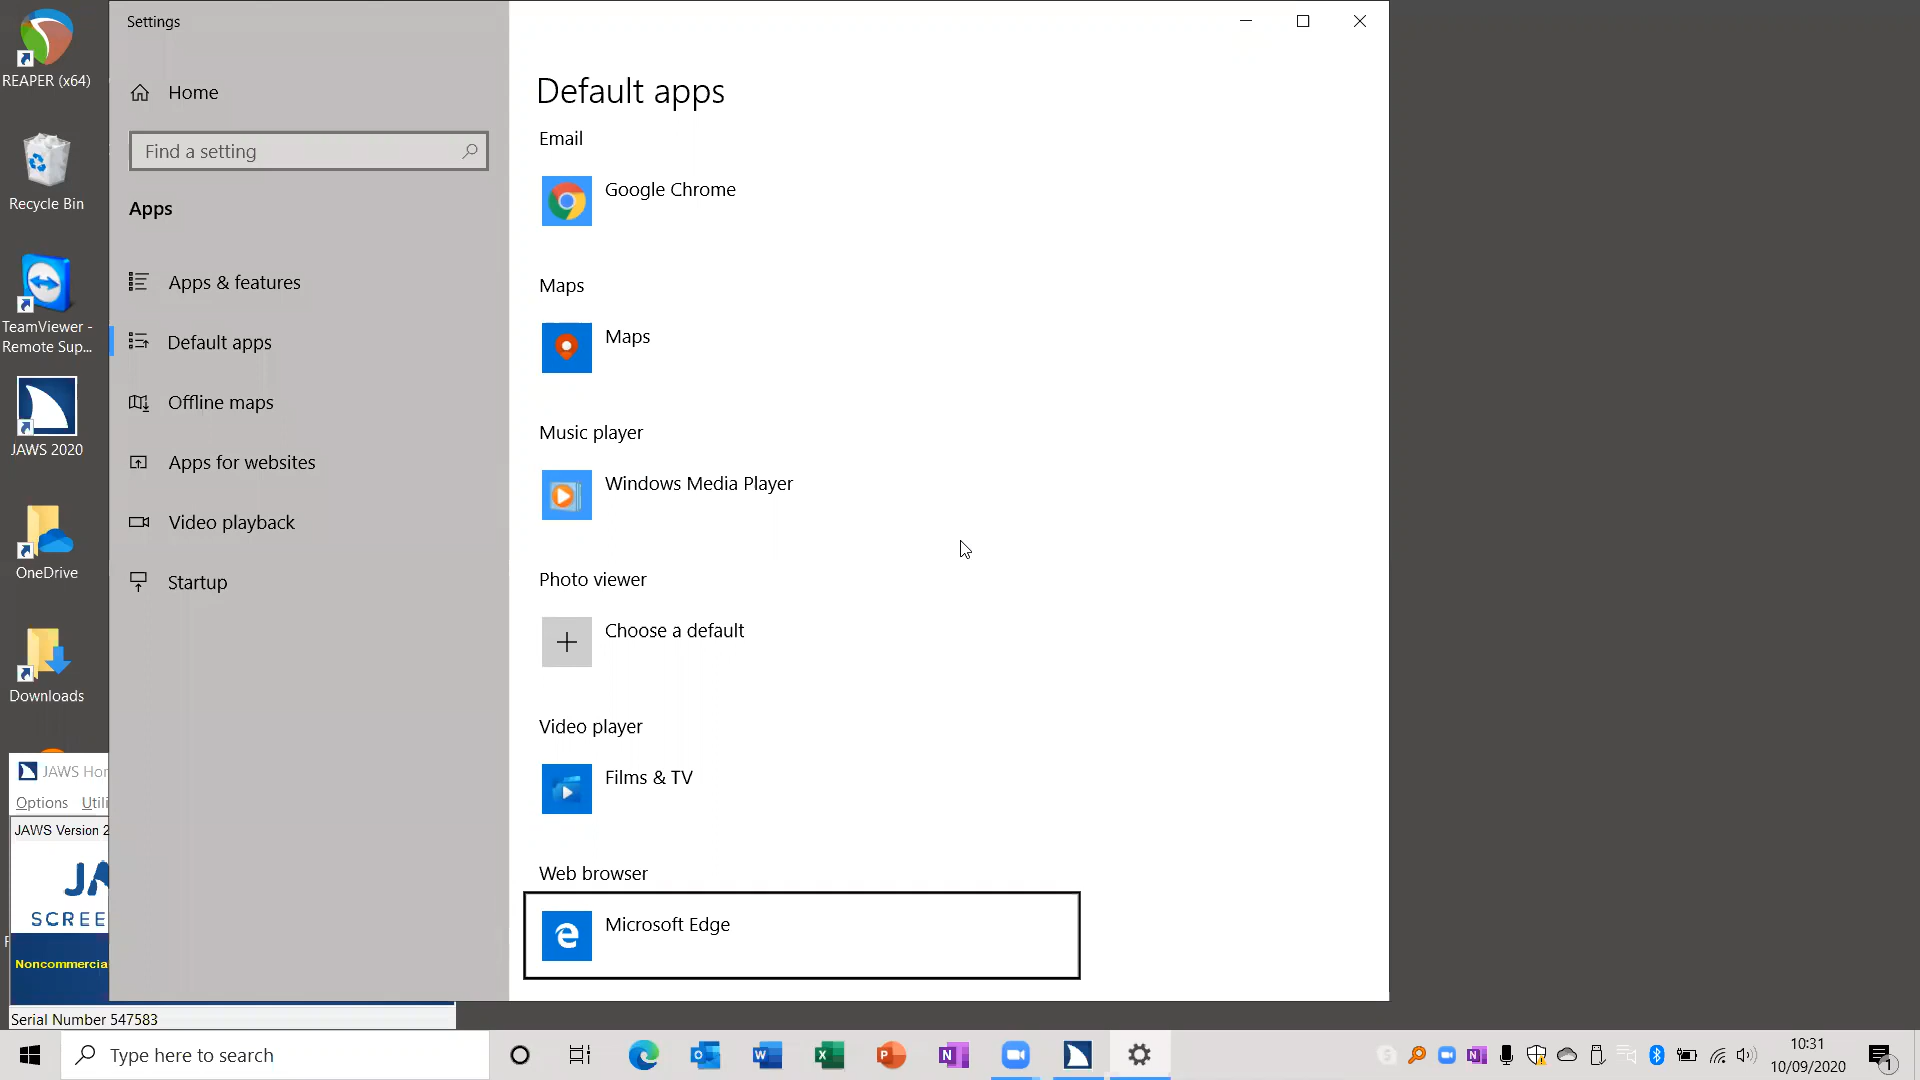 REAPER (x64)
Recycle Bin
TeamViewer -
Remote Sup...
JAWS 2020
OneDrive
Downloads
JAWS Hor
Options Utili
JAWS Version 2
JA
SCREE
Noncommercia
Serial Number 547583
Settings
Home
Find a setting
Apps
Apps & features
Default apps
Offline maps
Apps for websites
Video playback
Startup
Default apps
Email
Google Chrome
Maps
Maps
Music player
Windows Media Player
Photo viewer
Choose a default
Video player
Films & TV
Web browser
Microsoft Edge
Type here to search
10:31
10/09/2020
1